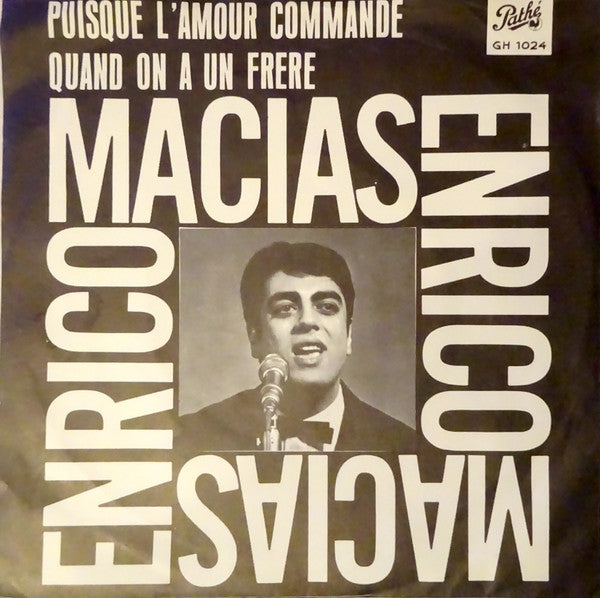 PUISQUE L'AMOUR COMMANDE
QUAND ON A UN FRERE
Pathé
GH 1024
MACIAS
ENRICO
ENRICO
MACIAS